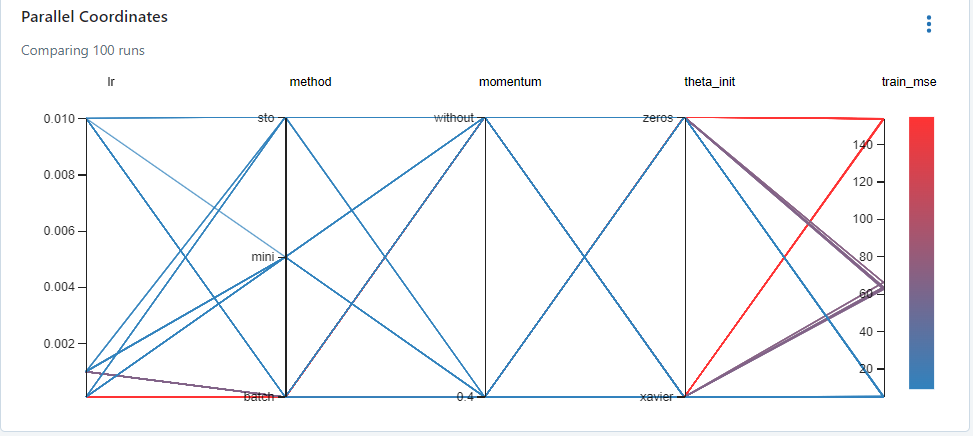 Parallel Coordinates
Comparing 100 runs
lr method momentum theta_init train_mse
0.010 sto without zeros
140
0.008
120
0.006
100
mini 80
0.004
60
40
0.002
20
batch 0.4 xavier